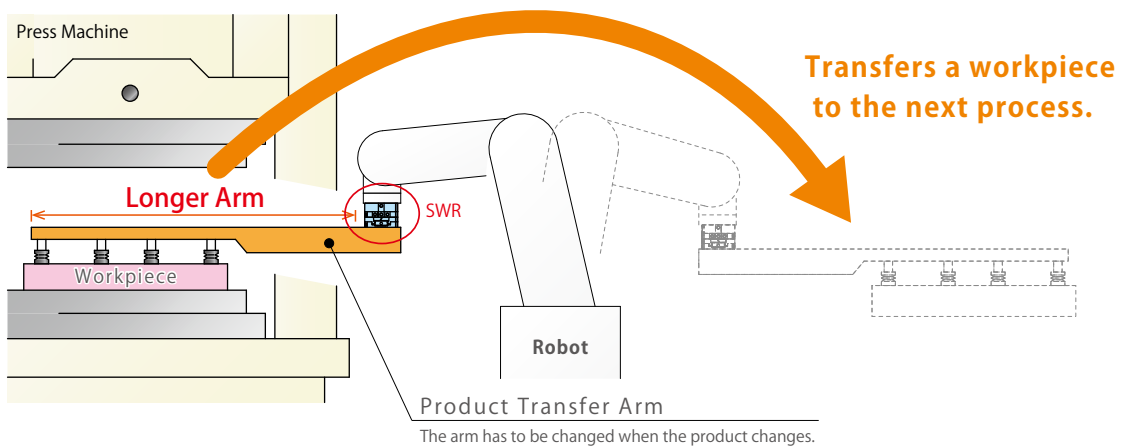 Press Machine
Transfers a workpiece
to the next process.
Longer Arm
SWR
Workpiece
Robot
Product Transfer Arm
The arm has to be changed when the product changes.